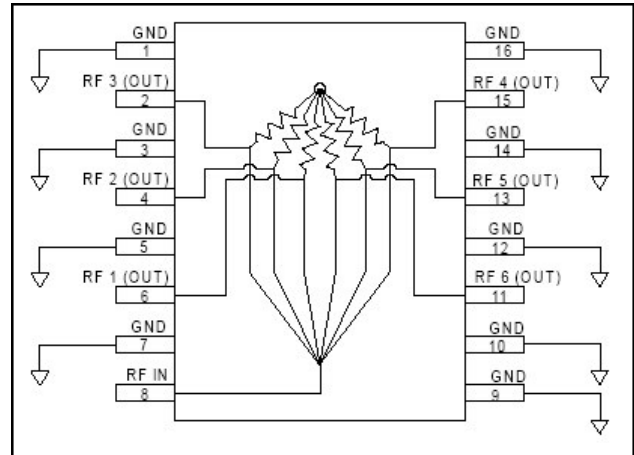 GND
1
RF 3 (OUT)
2
GND
3
RF 2 (OUT)
4
GND
5
RF 1 (OUT)
6
GND
7
RF IN
8
GND
16
RF 4 (OUT)
15
GND
14
RF 5 (OUT)
13
GND
12
RF 6 (OUT)
11
GND
10
GND
9